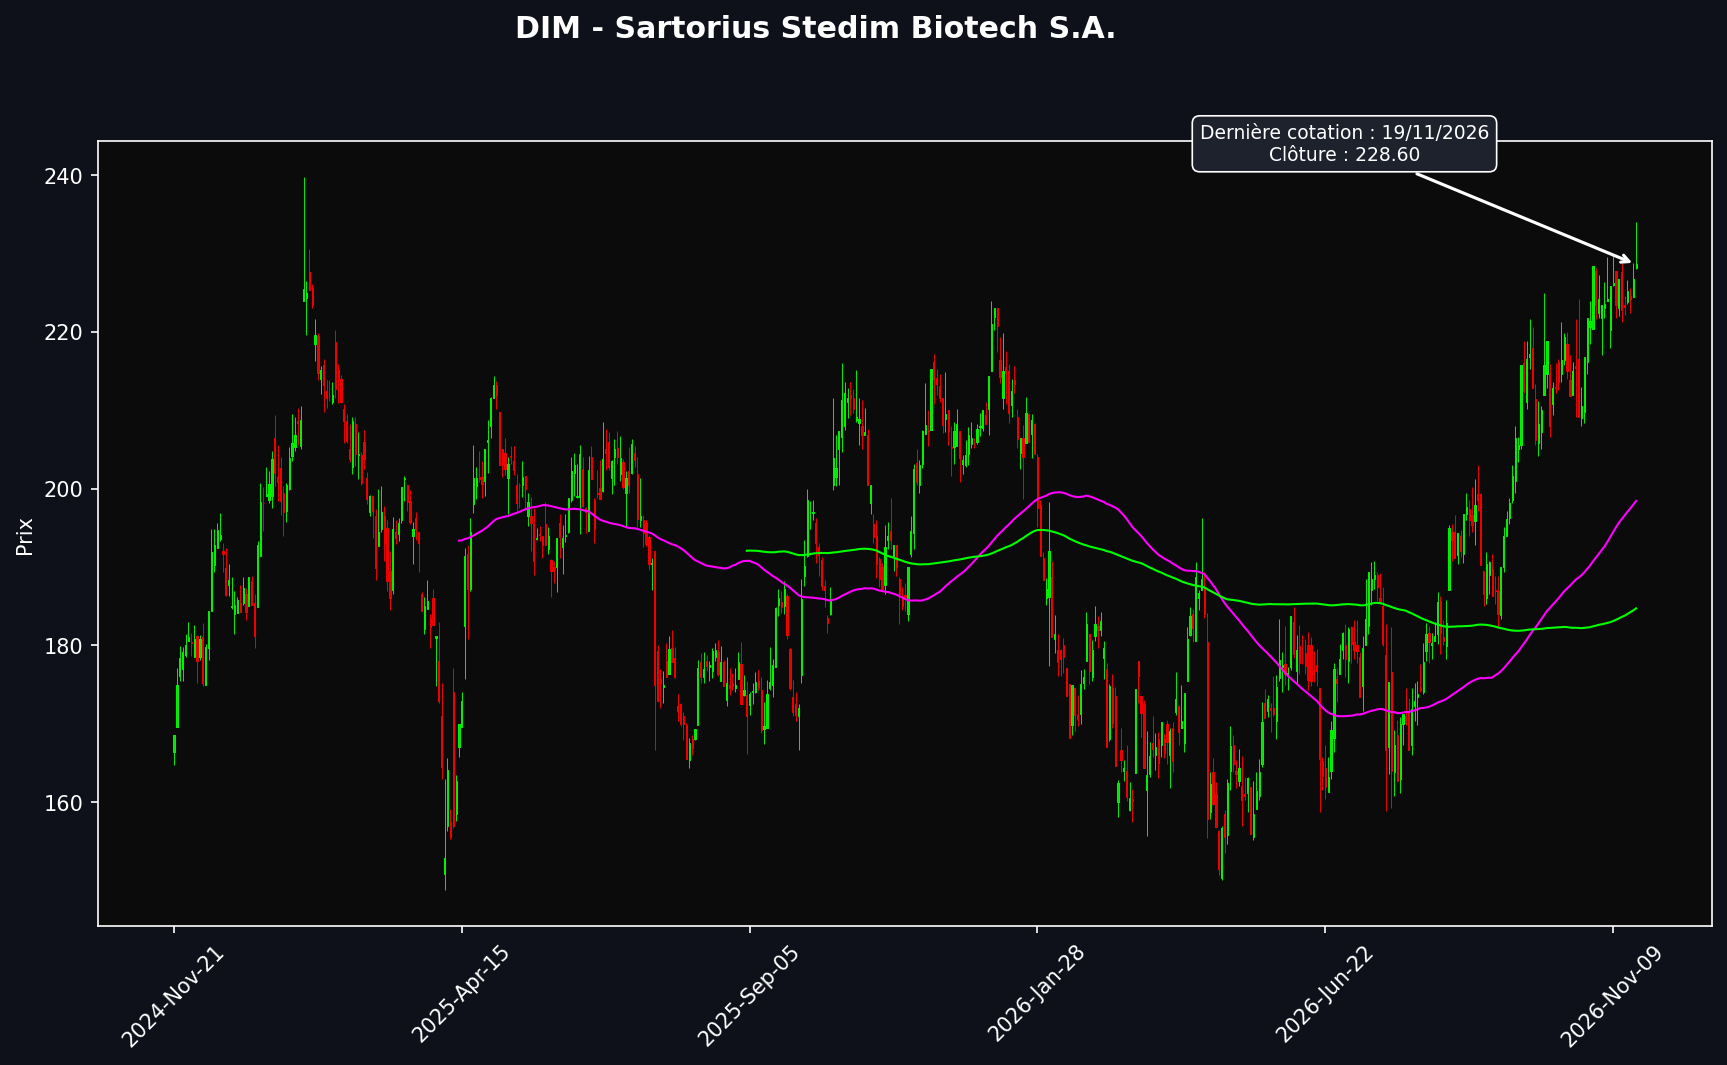 DIM - Sartorius Stedim Biotech S.A.
Dernière cotation : 19/11/2026
Clôture : 228.60
Prix
240
220
200
180
160
2024-Nov-21
2025-Apr-15
2025-Sep-05
2026-Jan-28
2026-Jun-22
2026-Nov-09